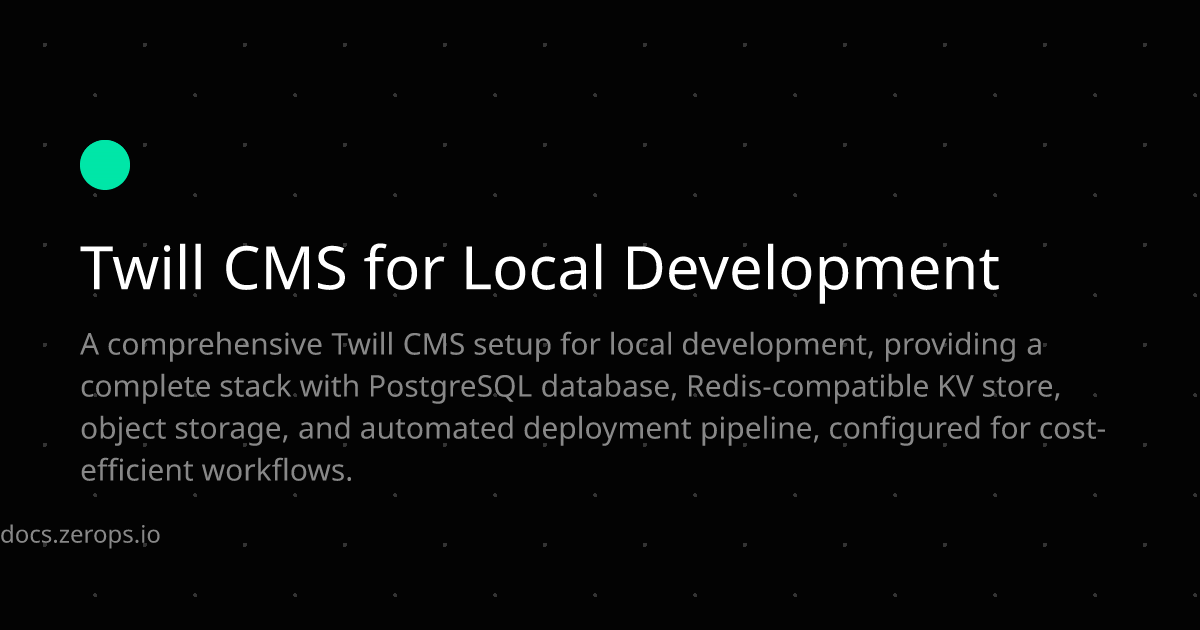 Twill CMS for Local Development
A comprehensive Twill CMS setup for local development, providing a
complete stack with PostgreSQL database, Redis-compatible KV store,
object storage, and automated deployment pipeline, configured for cost-
efficient workflows.
docs.zerops.io